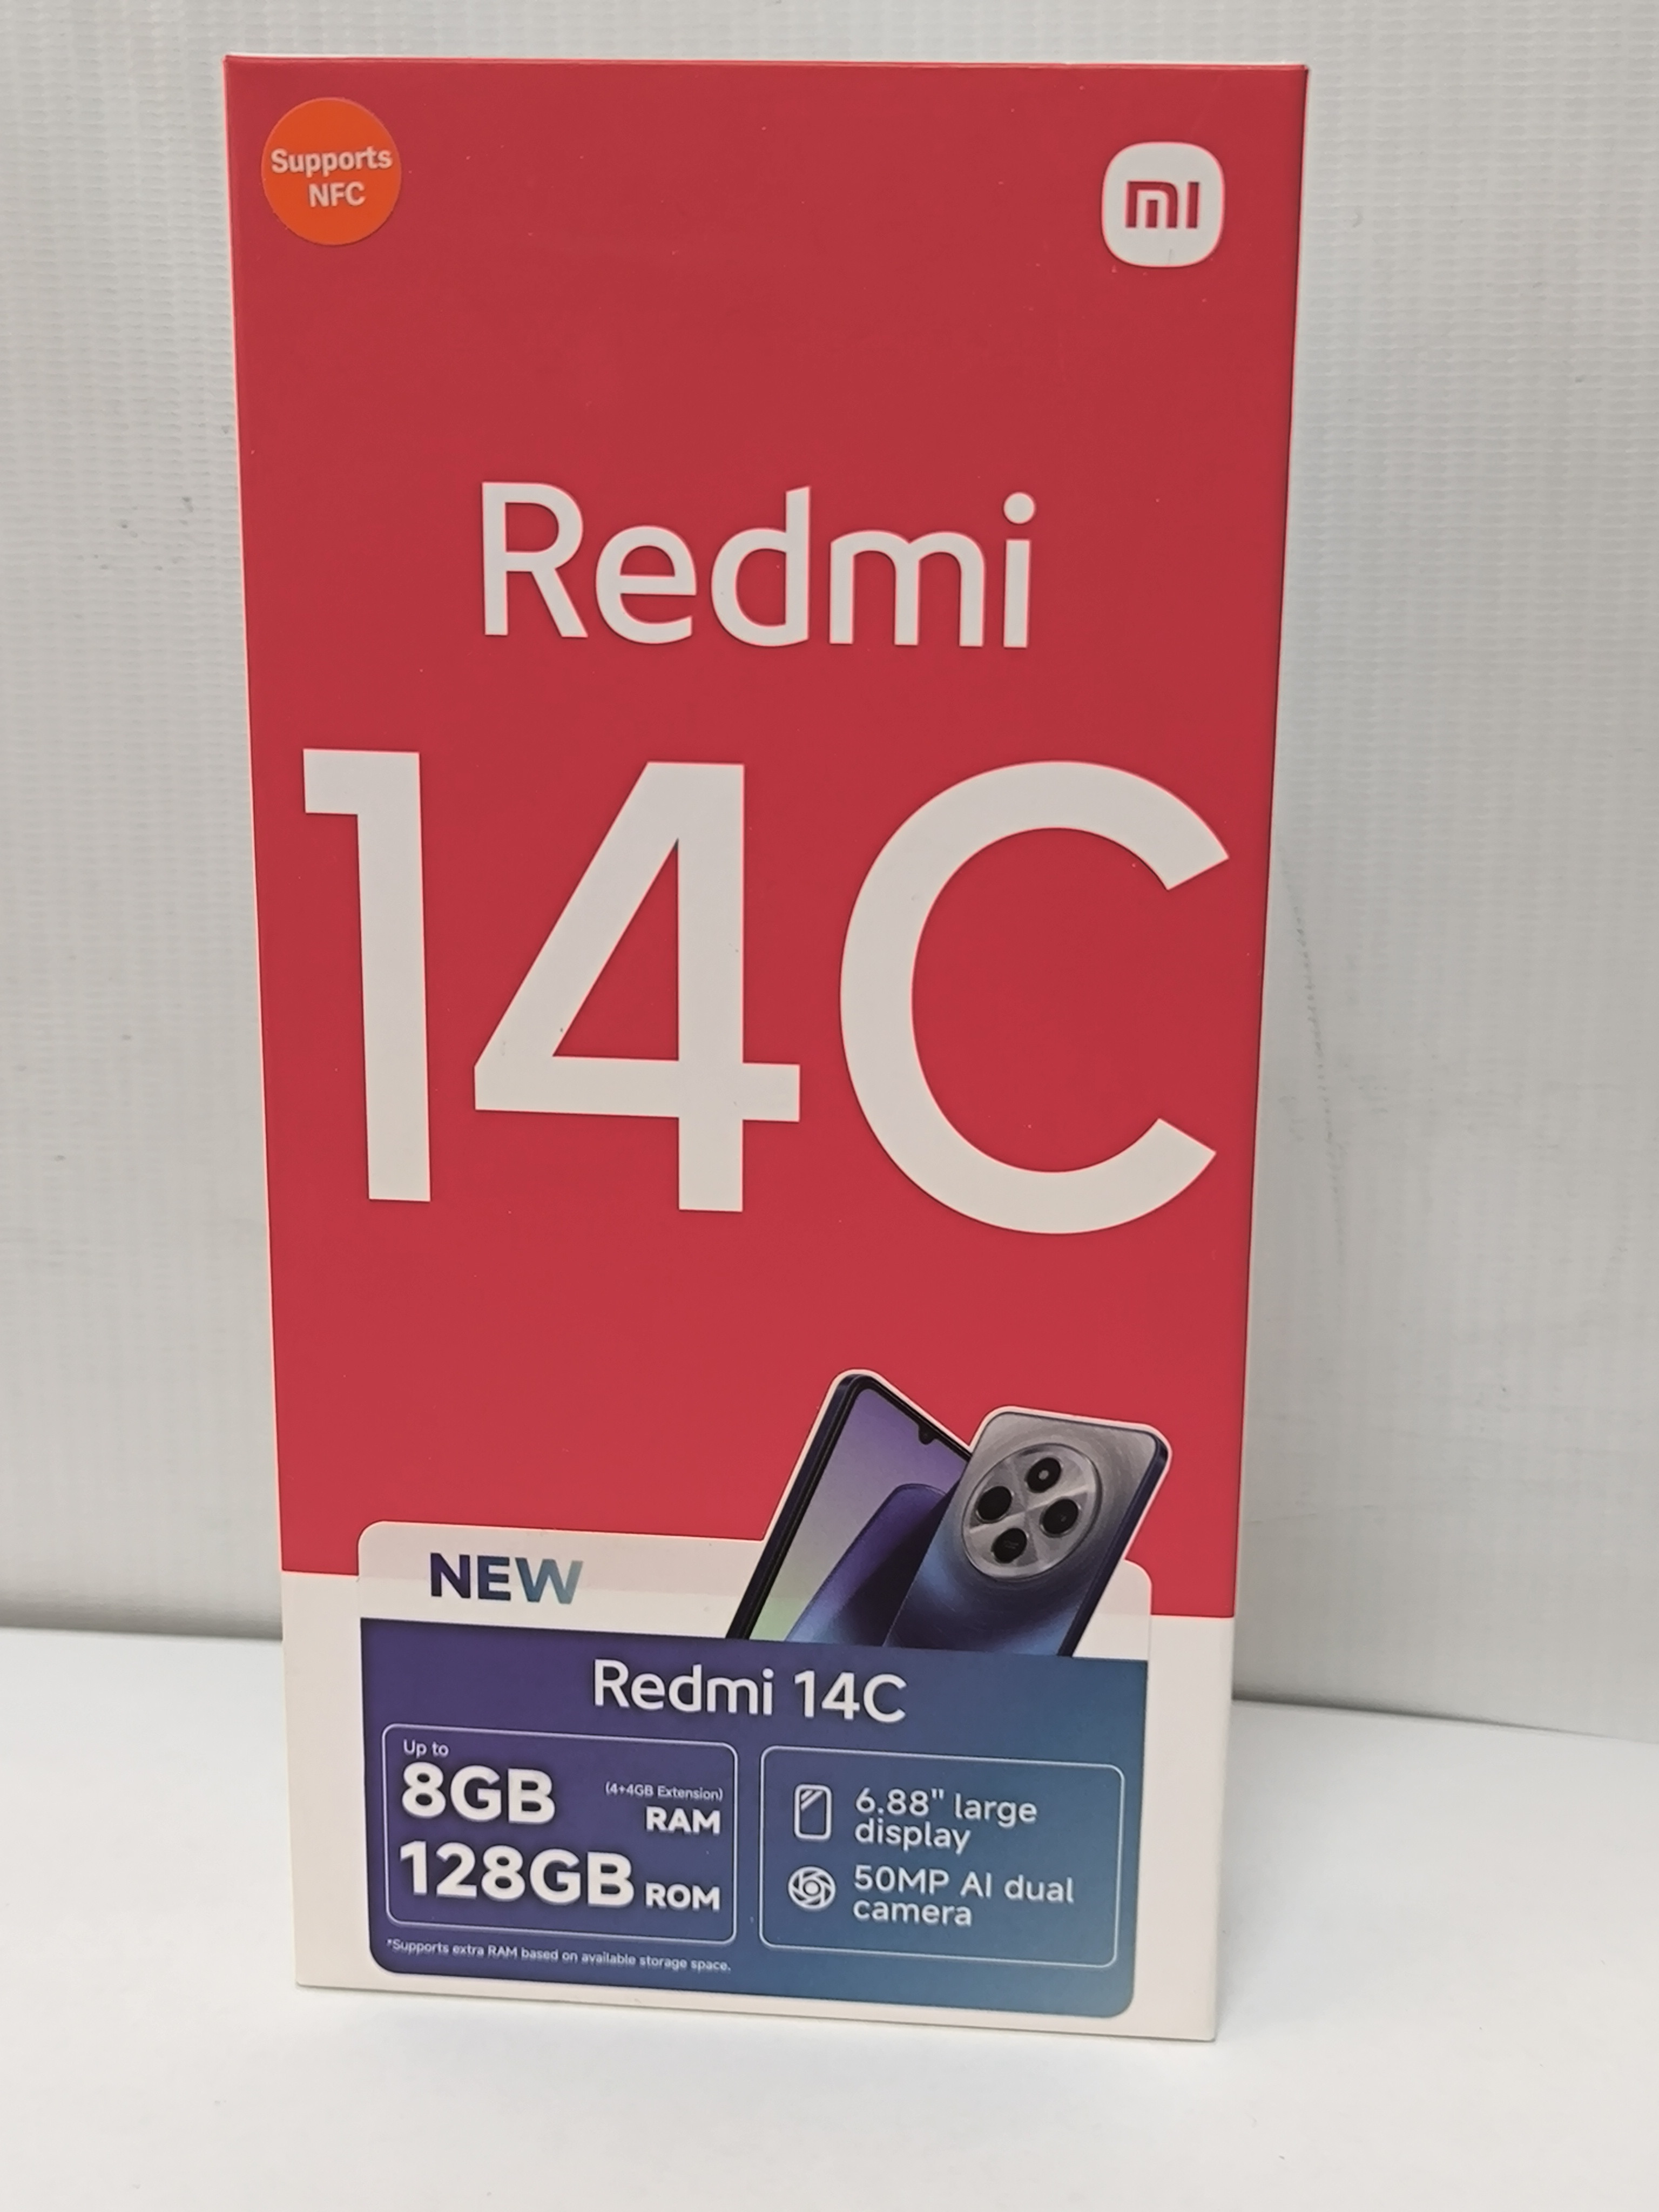 Supports
NFC
mi
Redmi
14C
NEW
Redmi 14C
Up to
8GB (4+4GB Extension) RAM
128GB ROM
6.88" large
display
50MP AI dual
camera
*Supports extra RAM based on available storage space.